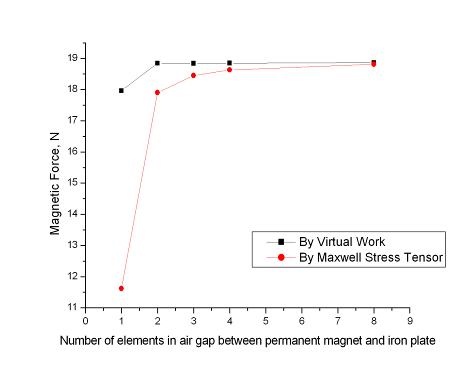 19
18
17
16
15
14
13
12
11
0 1 2 3 4 5 6 7 8 9
Magnetic Force, N
By Virtual Work
By Maxwell Stress Tensor
Number of elements in air gap between permanent magnet and iron plate